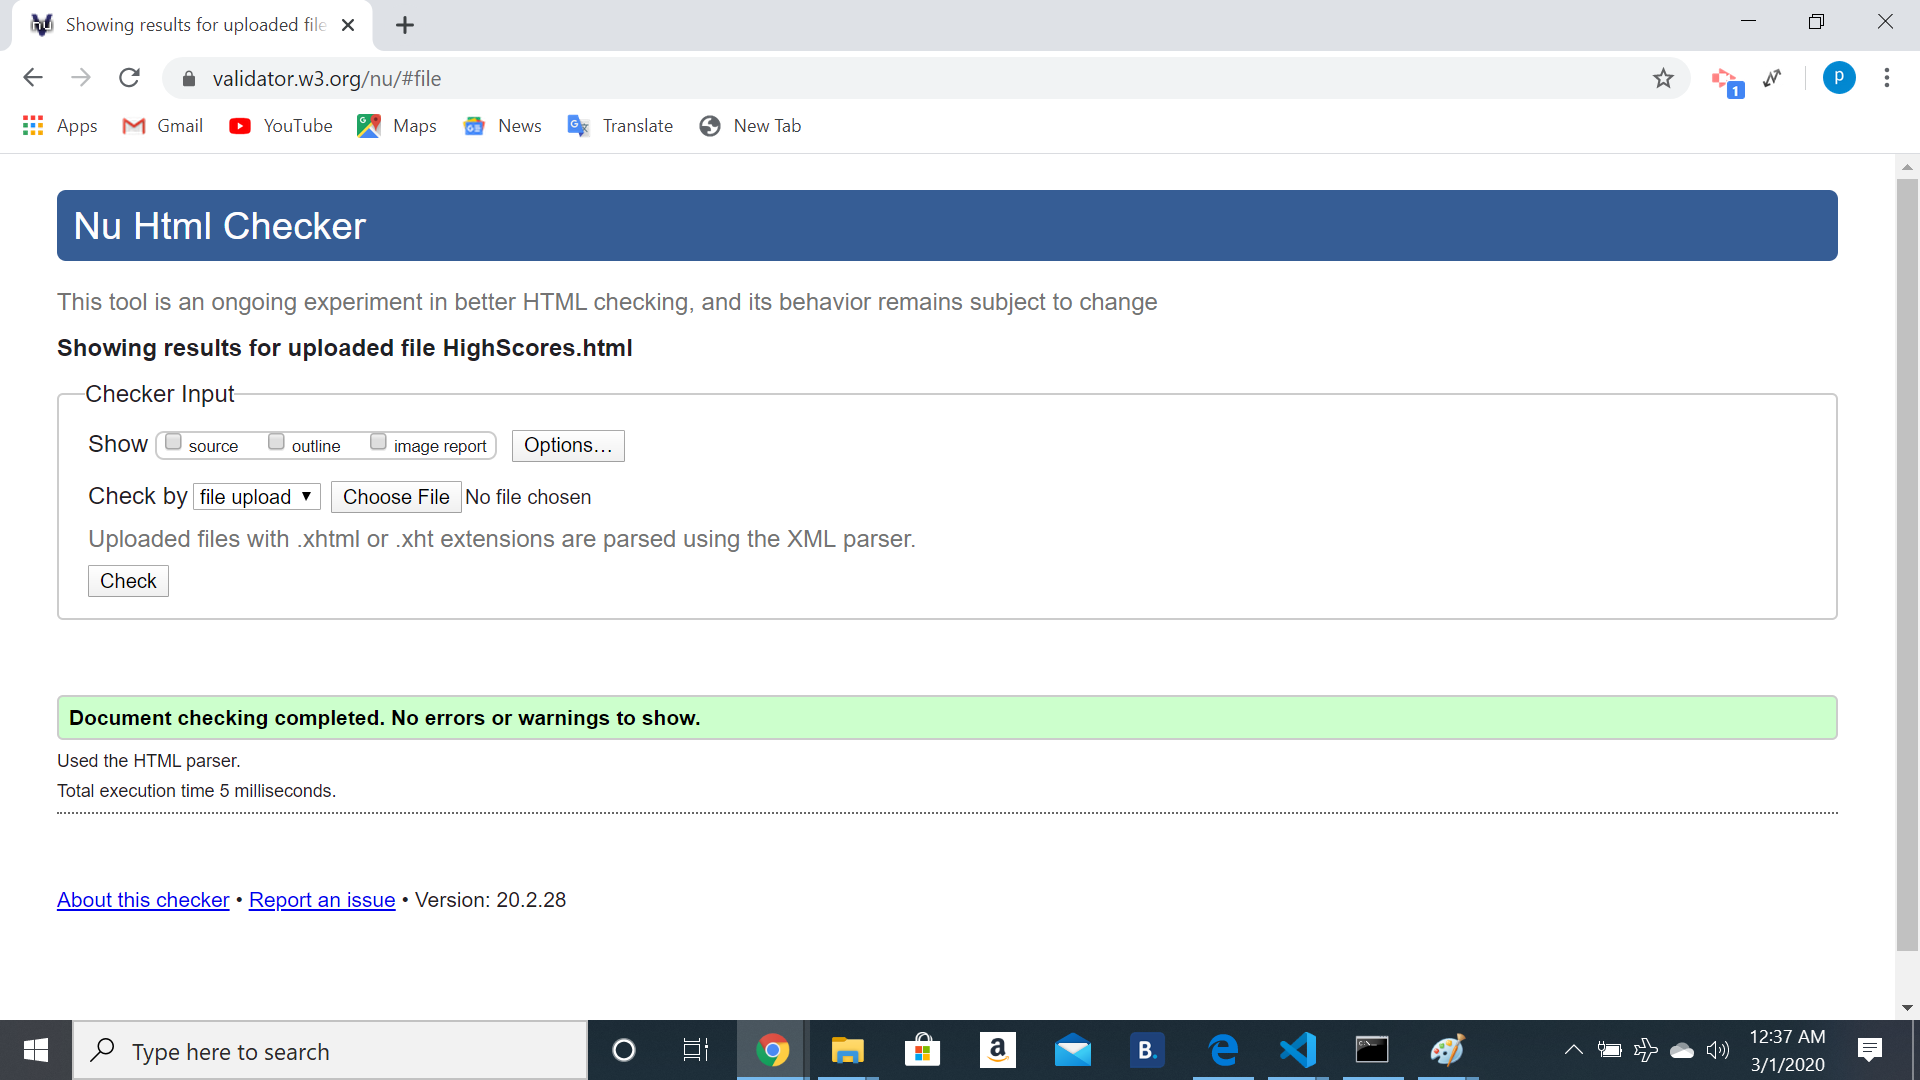 Showing results for uploaded file
validator.w3.org/nu/#file
1
p
Apps Gmail YouTube Maps News Translate New Tab
Nu Html Checker
This tool is an ongoing experiment in better HTML checking, and its behavior remains subject to change
Showing results for uploaded file HighScores.html
Checker Input
Show source outline image report Options...
Check by file upload Choose File No file chosen
Uploaded files with .xhtml or .xht extensions are parsed using the XML parser.
Check
Document checking completed. No errors or warnings to show.
Used the HTML parser.
Total execution time 5 milliseconds.
About this checker • Report an issue • Version: 20.2.28
Type here to search
a
B.
12:37 AM
3/1/2020